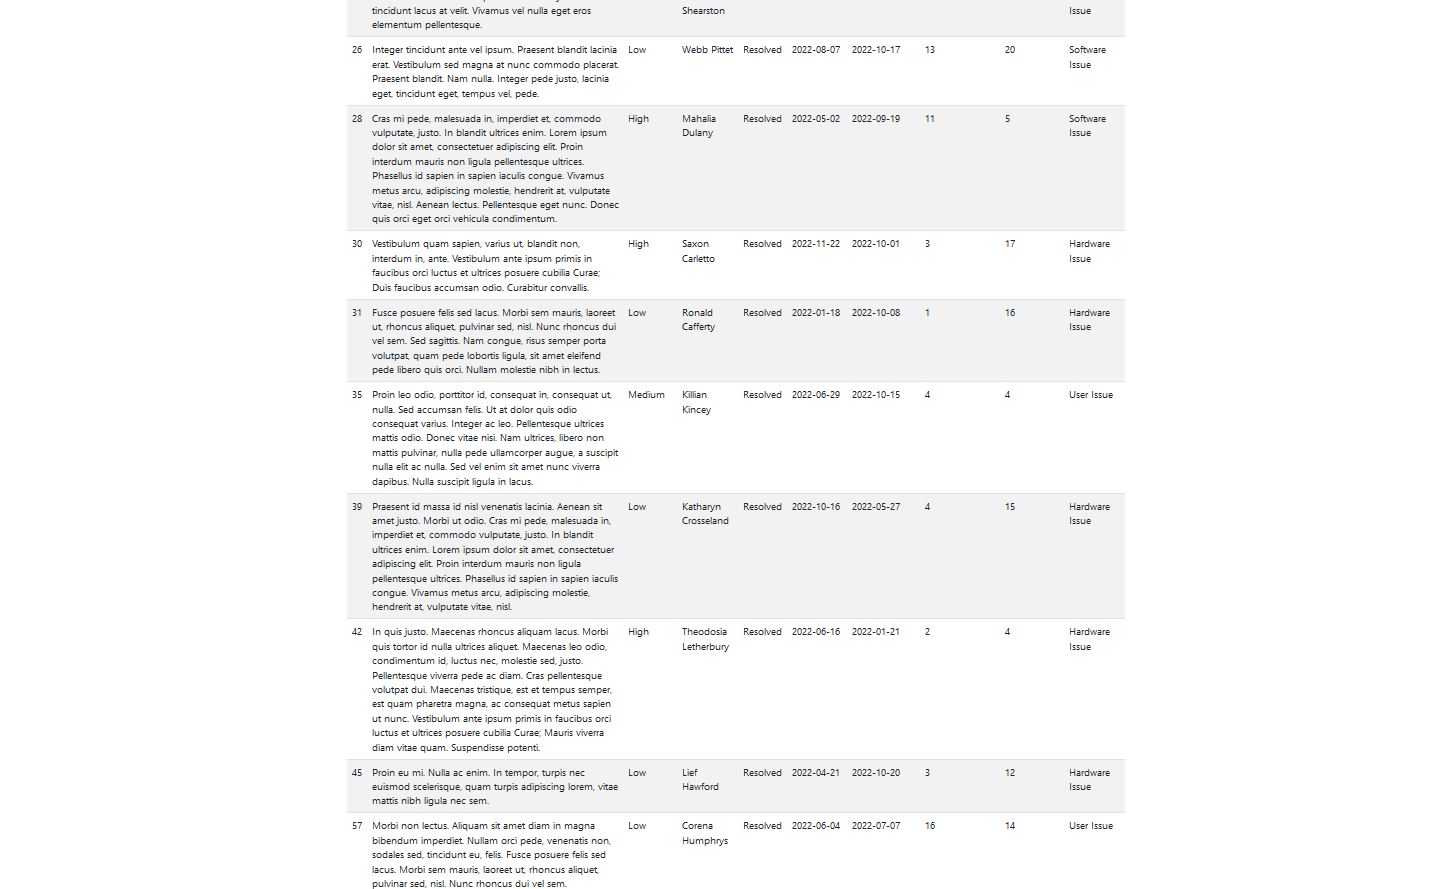 tincidunt lacus at velit. Vivamus vel nulla eget eros Shearston Issue
elementum pellentesque.
26 Integer tincidunt ante vel ipsum. Praesent blandit lacinia Low Webb Pittet Resolved 2022-08-07 2022-10-17 13 20 Software
erat. Vestibulum sed magna at nunc commodo placerat. Issue
Praesent blandit. Nam nulla. Integer pede justo, lacinia
eget, tincidunt eget, tempus vel, pede.
28 Cras mi pede, malesuada in, imperdiet et, commodo High Mahalia Resolved 2022-05-02 2022-09-19 11 5 Software
vulputate, justo. In blandit ultrices enim. Lorem ipsum Dulany Issue
dolor sit amet, consectetuer adipiscing elit. Proin
interdum mauris non ligula pellentesque ultrices.
Phasellus id sapien in sapien iaculis congue. Vivamus
metus arcu, adipiscing molestie, hendrerit at, vulputate
vitae, nisl. Aenean lectus. Pellentesque eget nunc. Donec
quis orci eget orci vehicula condimentum.
30 Vestibulum quam sapien, varius ut, blandit non, High Saxon Resolved 2022-11-22 2022-10-01 3 17 Hardware
interdum in, ante. Vestibulum ante ipsum primis in Carletto Issue
faucibus orci luctus et ultrices posuere cubilia Curae;
Duis faucibus accumsan odio. Curabitur convallis.
31 Fusce posuere felis sed lacus. Morbi sem mauris, laoreet Low Ronald Resolved 2022-01-18 2022-10-08 1 16 Hardware
ut, rhoncus aliquet, pulvinar sed, nisl. Nunc rhoncus dui Cafferty Issue
vel sem. Sed sagittis. Nam congue, risus semper porta
volutpat, quam pede lobortis ligula, sit amet eleifend
pede libero quis orci. Nullam molestie nibh in lectus.
35 Proin leo odio, porttitor id, consequat in, consequat ut, Medium Killian Resolved 2022-06-29 2022-10-15 4 4 User Issue
nulla. Sed accumsan felis. Ut at dolor quis odio Kincey
consequat varius. Integer ac leo. Pellentesque ultrices
mattis odio. Donec vitae nisi. Nam ultrices, libero non
mattis pulvinar, nulla pede ullamcorper augue, a suscipit
nulla elit ac nulla. Sed vel enim sit amet nunc viverra
dapibus. Nulla suscipit ligula in lacus.
39 Praesent id massa id nisl venenatis lacinia. Aenean sit Low Katharyn Resolved 2022-10-16 2022-05-27 4 15 Hardware
amet justo. Morbi ut odio. Cras mi pede, malesuada in, Crosseland Issue
imperdiet et, commodo vulputate, justo. In blandit
ultrices enim. Lorem ipsum dolor sit amet, consectetuer
adipiscing elit. Proin interdum mauris non ligula
pellentesque ultrices. Phasellus id sapien in sapien iaculis
congue. Vivamus metus arcu, adipiscing molestie,
hendrerit at, vulputate vitae, nisl.
42 In quis justo. Maecenas rhoncus aliquam lacus. Morbi High Theodosia Resolved 2022-06-16 2022-01-21 2 4 Hardware
quis tortor id nulla ultrices aliquet. Maecenas leo odio, Letherbury Issue
condimentum id, luctus nec, molestie sed, justo.
Pellentesque viverra pede ac diam. Cras pellentesque
volutpat dui. Maecenas tristique, est et tempus semper,
est quam pharetra magna, ac consequat metus sapien
ut nunc. Vestibulum ante ipsum primis in faucibus orci
luctus et ultrices posuere cubilia Curae; Mauris viverra
diam vitae quam. Suspendisse potenti.
45 Proin eu mi. Nulla ac enim. In tempor, turpis nec Low Lief Resolved 2022-04-21 2022-10-20 3 12 Hardware
euismod scelerisque, quam turpis adipiscing lorem, vitae Hawford Issue
mattis nibh ligula nec sem.
57 Morbi non lectus. Aliquam sit amet diam in magna Low Corena Resolved 2022-06-04 2022-07-07 16 14 User Issue
bibendum imperdiet. Nullam orci pede, venenatis non, Humphrys
sodales sed, tincidunt eu, felis. Fusce posuere felis sed
lacus. Morbi sem mauris, laoreet ut, rhoncus aliquet,
pulvinar sed, nisl. Nunc rhoncus dui vel sem.